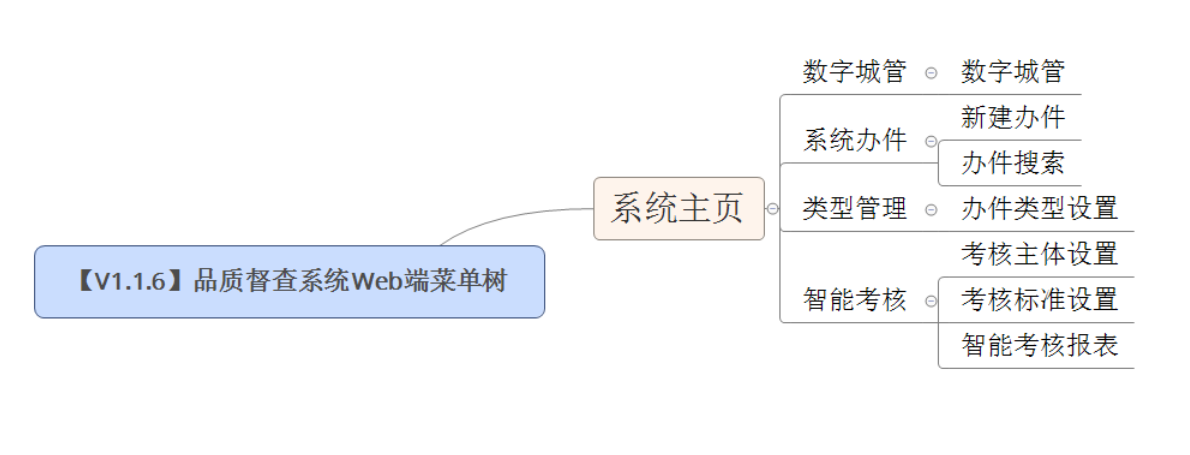 【V1.1.6】品质督查系统Web端菜单树
系统主页
数字城管
数字城管
系统办件
新建办件
办件搜索
类型管理
办件类型设置
智能考核
考核主体设置
考核标准设置
智能考核报表